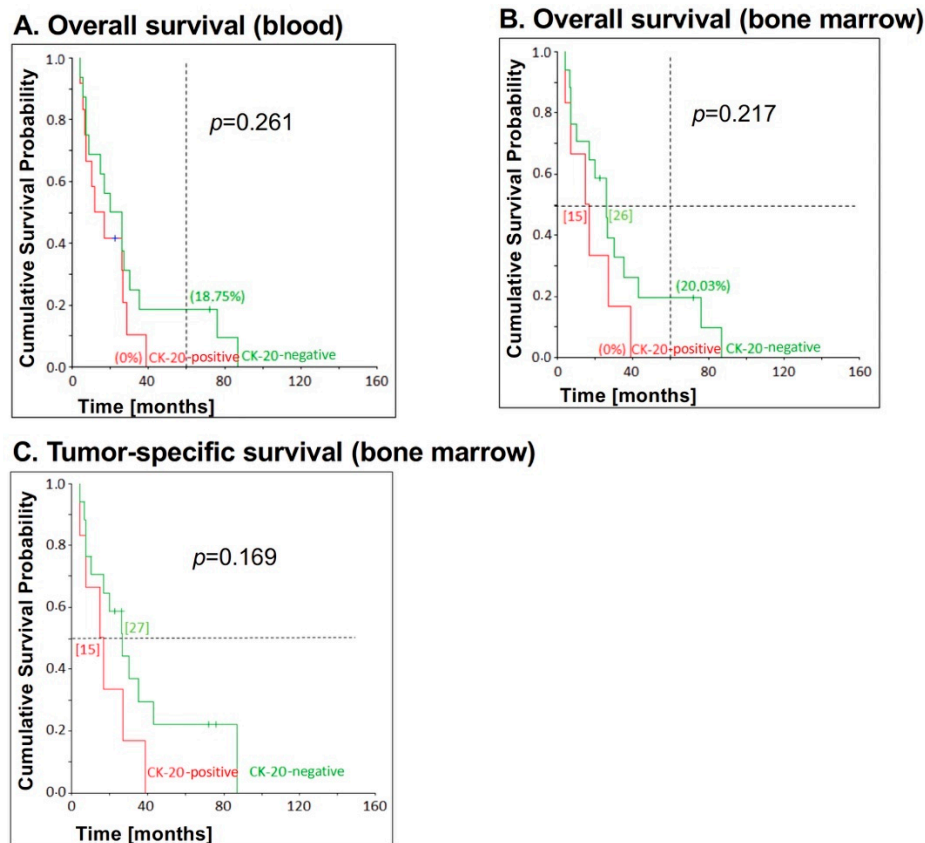 A. Overall survival (blood)
Cumulative Survival Probability
1.0
0.8
0.6
0.4
0.2
0.0
p=0.261
(18.75%)
(0%) CK-20-positive CK-20-negative
0 40 80 120 160
Time [months]
B. Overall survival (bone marrow)
Cumulative Survival Probability
1.0
0.8
0.6
0.4
0.2
0.0
p=0.217
[15] [26]
(20.03%)
(0%) CK-20-positive CK-20-negative
0 40 80 120 160
Time [months]
C. Tumor-specific survival (bone marrow)
Cumulative Survival Probability
1.0
0.8
0.6
0.4
0.2
0-0
p=0.169
[27]
[15]
CK-20-positive CK-20-negative
0 40 80 120 160
Time [months]